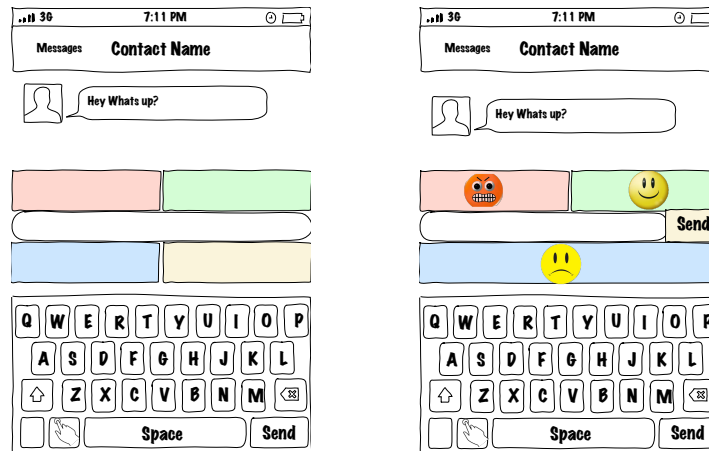 3G 7:11 PM
Messages Contact Name
Hey Whats up?
Q W E R T Y U I O P
A S D F G H J K L
Z X C V B N M
Space Send
3G 7:11 PM
Messages Contact Name
Hey Whats up?
Send
Q W E R T Y U I O P
A S D F G H J K L
Z X C V B N M
Space Send